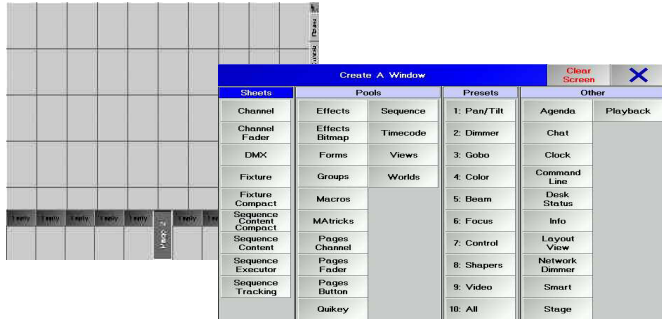 Create A Window
Clear
Screen
Sheets
Pools
Presets
Other
Channel
Channel
Fader
DMX
Fixture
Fixture
Compact
Sequence
Content
Compact
Sequence
Content
Sequence
Executor
Sequence
Tracking
Effects
Effects
Bitmap
Forms
Groups
Macros
MAtricks
Pages
Channel
Pages
Fader
Pages
Button
Quikey
Sequence
Timecode
Views
Worlds
1: Pan/Tilt
2: Dimmer
3: Gobo
4: Color
5: Beam
6: Focus
7: Control
8: Shapers
9: Video
10: All
Agenda
Chat
Clock
Command
Line
Desk
Status
Info
Layout
View
Network
Dimmer
Smart
Stage
Playback
Empty Empty Empty Empty Empty Page 2 Empty